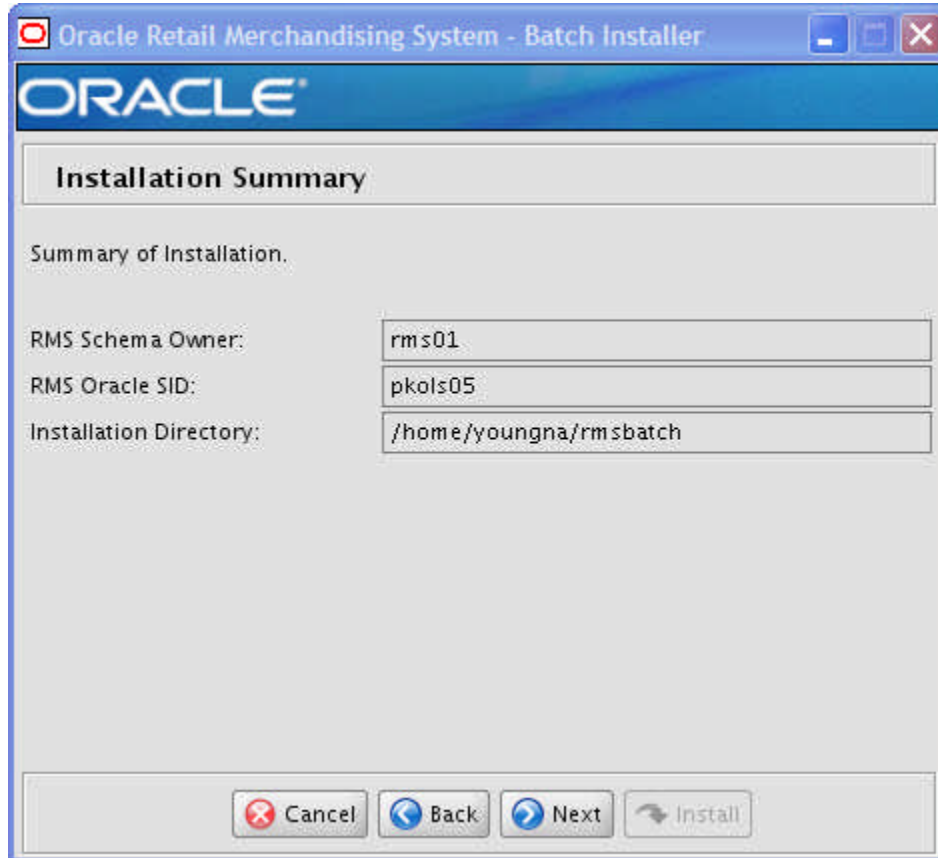 Oracle Retail Merchandising System - Batch Installer
ORACLE
Installation Summary
Summary of Installation.
RMS Schema Owner: rms01
RMS Oracle SID: pkols05
Installation Directory: /home/youngna/rmsbatch
Cancel Back Next Install